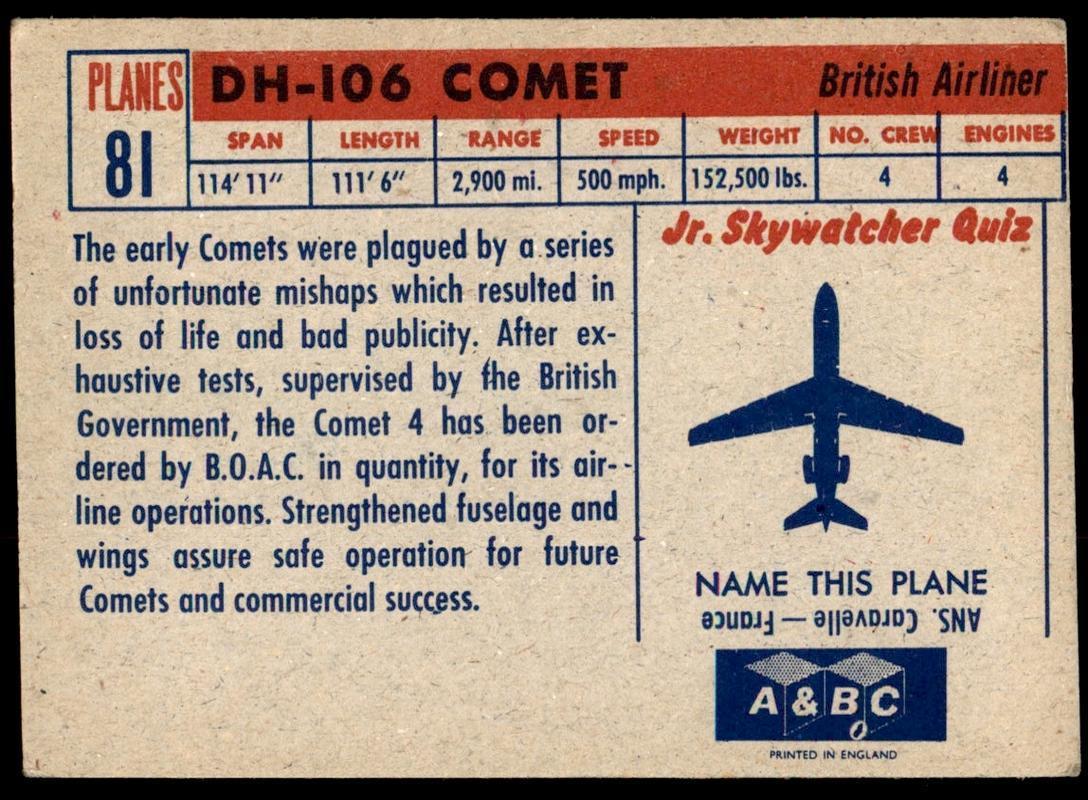 PLANES
81
DH-106 COMET
British Airliner
SPAN LENGTH RANGE SPEED WEIGHT NO. CREW ENGINES
114' 11" 111' 6" 2,900 mi. 500 mph. 152,500 lbs. 4 4
The early Comets were plagued by a series
of unfortunate mishaps which resulted in
loss of life and bad publicity. After ex-
haustive tests, supervised by the British
Government, the Comet 4 has been or-
dered by B.O.A.C. in quantity, for its air-
line operations. Strengthened fuselage and
wings assure safe operation for future
Comets and commercial success.
Jr. Skywatcher Quiz
NAME THIS PLANE
ANS. Caravelle — France
A & B C
PRINTED IN ENGLAND